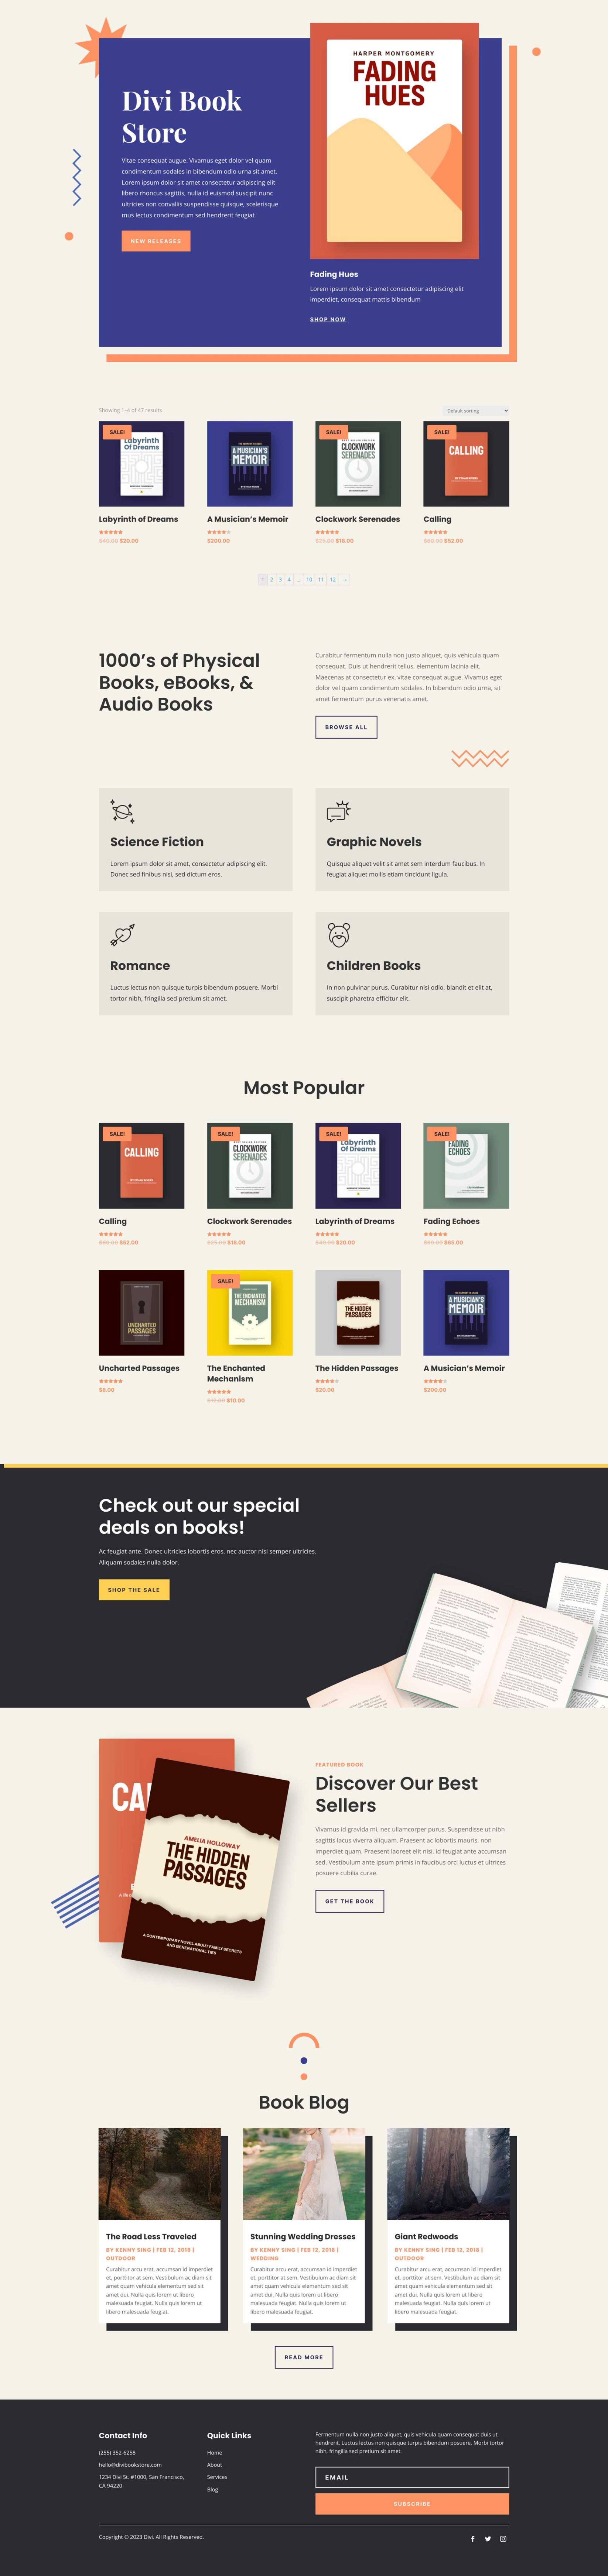 Divi Book
Store
Vitae consequat augue. Vivamus eget dolor vel quam
condimentum sodales in bibendum odio urna sit amet.
Lorem ipsum dolor sit amet consectetur adipiscing elit
libero rhoncus sagittis, nulla id euismod suscipit nunc
ultricies non convallis suspendisse quisque, scelerisque
mus lectus condimentum sed hendrerit feugiat
NEW RELEASES
HARPER MONTGOMERY
FADING
HUES
Fading Hues
Lorem ipsum dolor sit amet consectetur adipiscing elit
imperdiet, consequat mattis bibendum
SHOP NOW
Showing 1–4 of 47 results
Default sorting
SALE!
Labyrinth
Of Dreams
Labyrinth of Dreams
$20.00
A MUSICIAN'S
MEMOIR
A Musician's Memoir
$200.00
SALE!
CLOCKWORK
SERENADES
Clockwork Serenades
$18.00
SALE!
CALLING
Calling
$52.00
1 2 3 4 … 10 11 12 →
1000's of Physical
Books, eBooks, &
Audio Books
Curabitur fermentum nulla non justo aliquet, quis vehicula quam
consequat. Duis ut hendrerit tellus, elementum lacinia elit.
Maecenas at consectetur ex, vitae consequat augue. Vivamus eget
dolor vel quam condimentum sodales. In bibendum odio urna, sit
amet fermentum purus venenatis amet.
BROWSE ALL
Science Fiction
Lorem ipsum dolor sit amet, consectetur adipiscing elit.
Donec sed finibus nisi, sed dictum eros.
Graphic Novels
Quisque aliquet velit sit amet sem interdum faucibus. In
feugiat aliquet mollis etiam tincidunt ligula.
Romance
Luctus lectus non quisque turpis bibendum posuere. Morbi
tortor nibh, fringilla sed pretium sit amet.
Children Books
In non pulvinar purus. Curabitur nisi odio, blandit et elit at,
suscipit pharetra efficitur elit.
Most Popular
SALE!
CALLING
Calling
$52.00
SALE!
CLOCKWORK
SERENADES
Clockwork Serenades
$18.00
SALE!
Labyrinth
Of Dreams
Labyrinth of Dreams
$20.00
SALE!
FADING
ECHOES
Fading Echoes
$65.00
UNCHARTED
PASSAGES
Uncharted Passages
$8.00
SALE!
THE ENCHANTED
MECHANISM
The Enchanted
Mechanism
$10.00
THE HIDDEN
PASSAGES
The Hidden Passages
$20.00
A MUSICIAN'S
MEMOIR
A Musician's Memoir
$200.00
Check out our special
deals on books!
Ac feugiat ante. Donec ultricies lobortis eros, nec auctor nisl semper ultricies.
Aliquam sodales nulla dolor.
SHOP THE SALE
CA
AMELIA HOLLOWAY
THE HIDDEN
PASSAGES
A CONTEMPORARY NOVEL ABOUT FAMILY SECRETS
AND GENERATIONAL TIES
FEATURED BOOK
Discover Our Best
Sellers
Vivamus id gravida mi, nec ullamcorper purus. Suspendisse ut nibh
sagittis lacus viverra aliquam. Praesent ac lobortis mauris, non
imperdiet quam. Praesent laoreet elit nisi, id feugiat ante accumsan
sed. Vestibulum ante ipsum primis in faucibus orci luctus et ultrices
posuere cubilia curae.
GET THE BOOK
Book Blog
The Road Less Traveled
BY KENNY SING | FEB 12, 2018 |
OUTDOOR
Curabitur arcu erat, accumsan id imperdiet
et, porttitor at sem. Vestibulum ac diam sit
amet quam vehicula elementum sed sit
amet dui. Nulla quis lorem ut libero
malesuada feugiat. Nulla quis lorem ut
libero malesuada feugiat.
Stunning Wedding Dresses
BY KENNY SING | FEB 12, 2018 |
WEDDING
Curabitur arcu erat, accumsan id imperdiet
et, porttitor at sem. Vestibulum ac diam sit
amet quam vehicula elementum sed sit
amet dui. Nulla quis lorem ut libero
malesuada feugiat. Nulla quis lorem ut
libero malesuada feugiat.
Giant Redwoods
BY KENNY SING | FEB 12, 2018 |
OUTDOOR
Curabitur arcu erat, accumsan id imperdiet
et, porttitor at sem. Vestibulum ac diam sit
amet quam vehicula elementum sed sit
amet dui. Nulla quis lorem ut libero
malesuada feugiat. Nulla quis lorem ut
libero malesuada feugiat.
READ MORE
Contact Info
(255) 352-6258
hello@divibookstore.com
1234 Divi St. #1000, San Francisco,
CA 94220
Quick Links
Home
About
Services
Blog
Fermentum nulla non justo aliquet, quis vehicula quam consequat duis ut
hendrerit. Luctus lectus non quisque turpis bibendum posuere. Morbi tortor
nibh, fringilla sed pretium sit amet.
EMAIL
SUBSCRIBE
Copyright © 2023 Divi. All Rights Reserved.